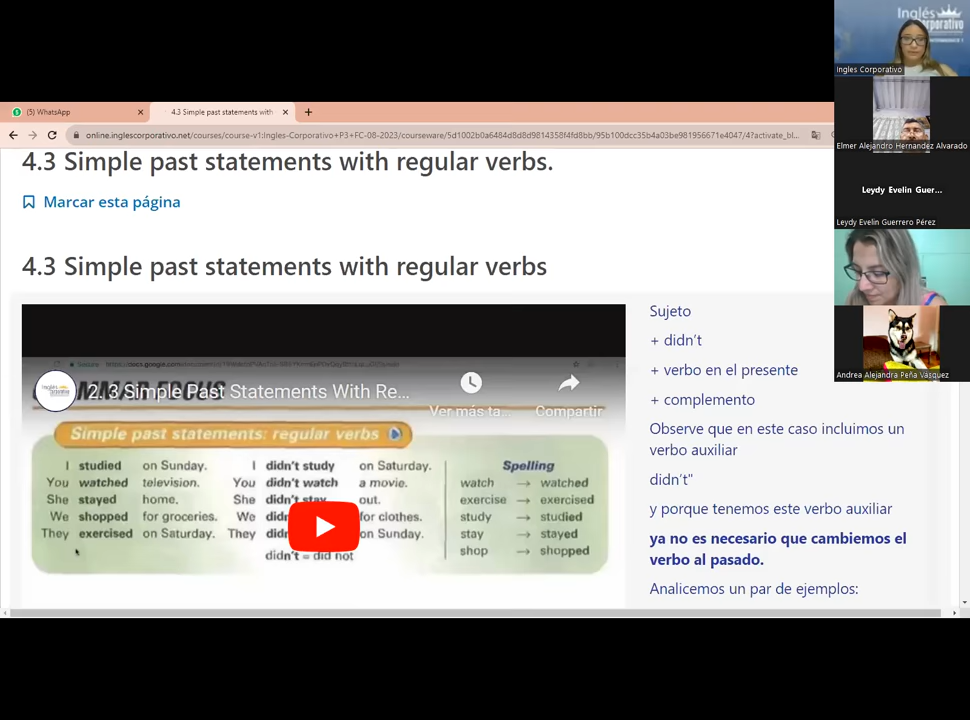 (5) WhatsApp
4.3 Simple past statements with
online.inglescorporativo.net/courses/course-v1:Ingles-Corporativo+P3+FC-08-2023/courseware/5d1002b0a6484d8d8d9814358f4fd8bb/95b100dcc35b4a03be981956671e4047/4?activate_bl...
4.3 Simple past statements with regular verbs.
Marcar esta página
4.3 Simple past statements with regular verbs
2. 3 Simple Past Statements With Re...
Ver más ta...
Compartir
Simple past statements: regular verbs
I studied on Sunday.
You watched television.
She stayed home.
We shopped for groceries.
They exercised on Saturday.
I didn't study on Saturday.
You didn't watch a movie.
She didn't stay out.
We for clothes.
They on Sunday.
didn't = did not
Spelling
watch → watched
exercise → exercised
study → studied
stay → stayed
shop → shopped
Sujeto
+ didn't
+ verbo en el presente
+ complemento
Observe que en este caso incluimos un
verbo auxiliar
didn't"
y porque tenemos este verbo auxiliar
ya no es necesario que cambiemos el
verbo al pasado.
Analicemos un par de ejemplos:
Inglés
Corporativo
Ingles Corporativo
Elmer Alejandro Hernandez Alvarado
Leydy Evelin Guer...
Leydy Evelin Guerrero Pérez
Andrea Alejandra Peña Vásquez